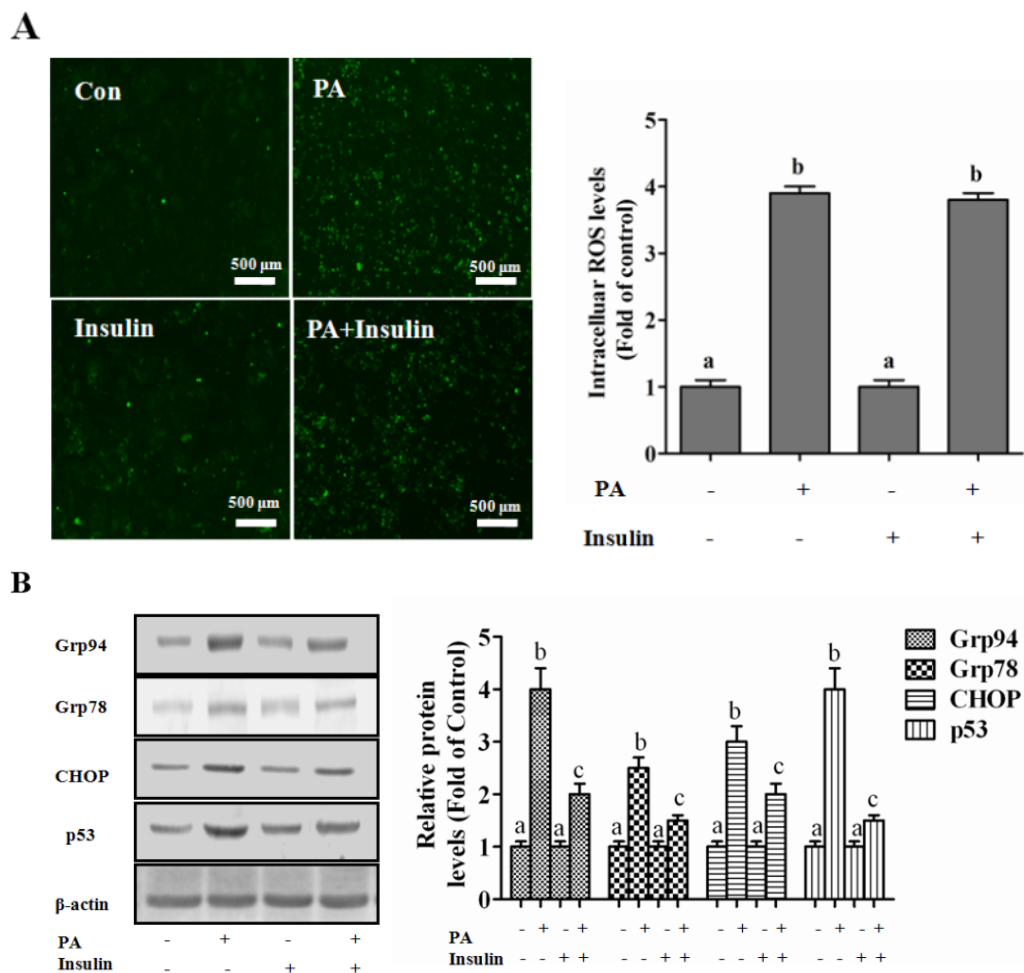 A
Con
PA
500 µm
500 µm
Insulin
PA+Insulin
500 µm
500 µm
Intracelluar ROS levels
(Fold of control)
5
4
3
2
1
0
a
b
a
b
PA - + - +
Insulin - - + +
B
Grp94
Grp78
CHOP
p53
β-actin
PA - + - +
Insulin - - + +
Relative protein
levels (Fold of Control)
5
4
3
2
1
0
a b a c
a b a c
a b a c
a b a c
Grp94
Grp78
CHOP
p53
PA - + - + - + - + - + - + - + - +
Insulin - - + + - - + + - - + + - - + +